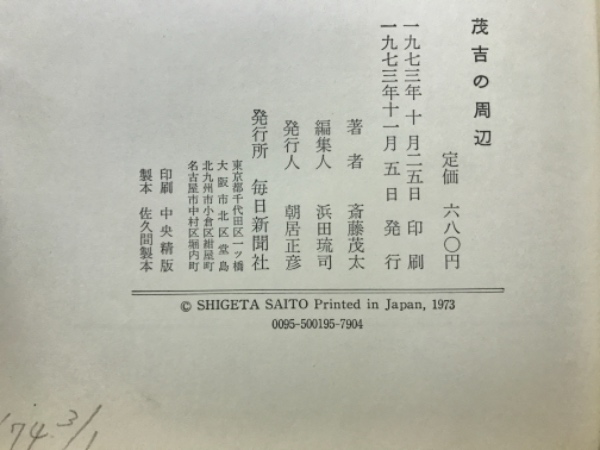 茂吉の周辺
定価 六八〇円
一九七三年 十 月二五日 印 刷
一九七三年十一月 五 日 発 行
著 者 斎藤茂太
編集人 浜田琉司
発行人 朝居正彦
発行所 毎日新聞社
東京都千代田区一ッ橋
大阪市北区堂島
北九州市小倉区紺屋町
名古屋市中村区堀内町
印刷 中央精版
製本 佐久間製本
© SHIGETA SAITO Printed in Japan, 1973
0095-500195-7904
'74 3/1